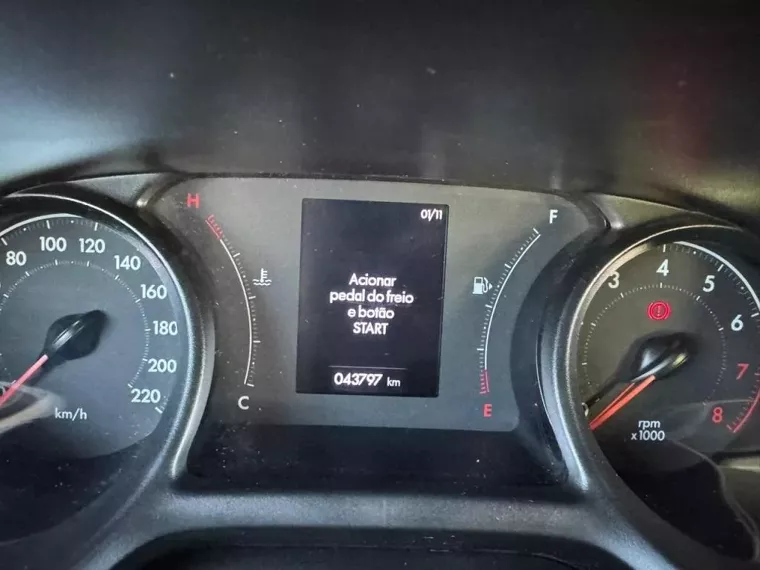 01/11
Acionar
pedal do freio
e botão
START
043797 km
H
C
F
E
80 100 120 140 160 180 200 220
km/h
3 4 5 6 7 8
rpm
x1000